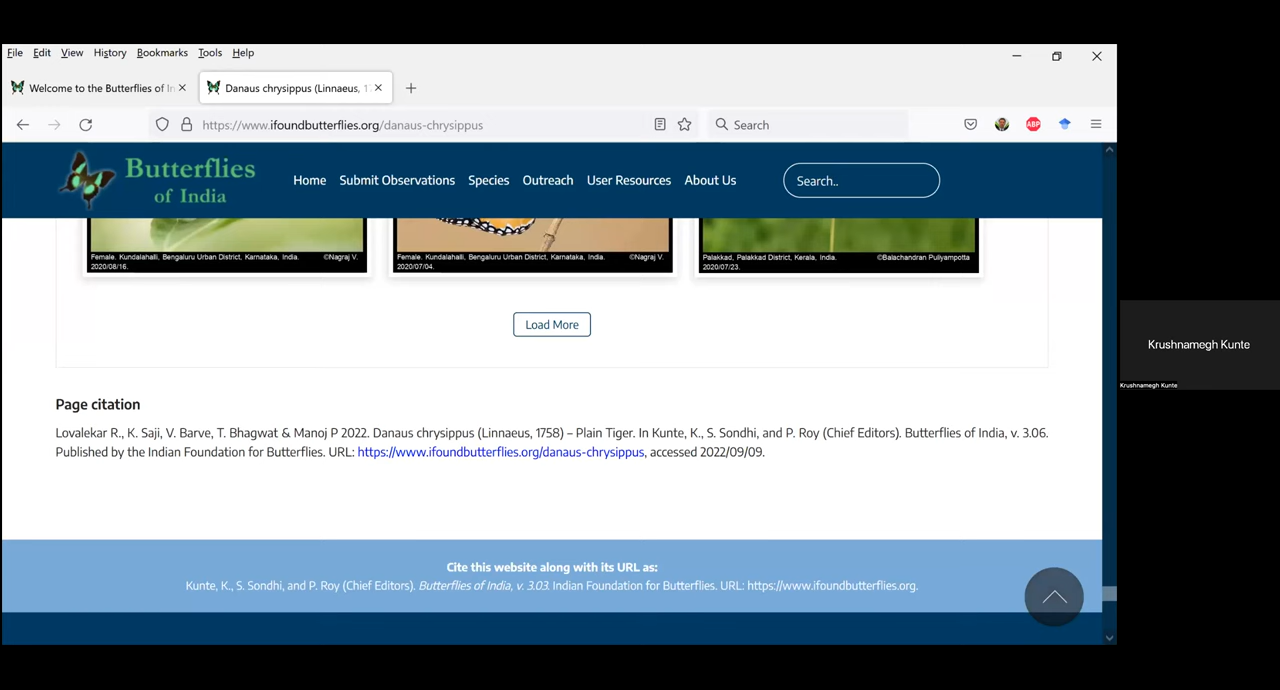 File Edit View History Bookmarks Tools Help
Welcome to the Butterflies of In
Danaus chrysippus (Linnaeus, 1
https://www.ifoundbutterflies.org/danaus-chrysippus
Search
ABP
Butterflies
of India
Home Submit Observations Species Outreach User Resources About Us
Search..
Female. Kundalahalli, Bengaluru Urban District, Karnataka, India. ©Nagraj V.
2020/08/16.
Female. Kundalahalli, Bengaluru Urban District, Karnataka, India. ©Nagraj V.
2020/07/04.
Palakkad, Palakkad District, Kerala, India. ©Balachandran Puliyampotta
2020/07/23.
Load More
Krushnamegh Kunte
Krushnamegh Kunte
Page citation
Lovalekar R., K. Saji, V. Barve, T. Bhagwat & Manoj P 2022. Danaus chrysippus (Linnaeus, 1758) – Plain Tiger. In Kunte, K., S. Sondhi, and P. Roy (Chief Editors). Butterflies of India, v. 3.06.
Published by the Indian Foundation for Butterflies. URL: https://www.ifoundbutterflies.org/danaus-chrysippus, accessed 2022/09/09.
Cite this website along with its URL as:
Kunte, K., S. Sondhi, and P. Roy (Chief Editors). Butterflies of India, v. 3.03. Indian Foundation for Butterflies. URL: https://www.ifoundbutterflies.org.